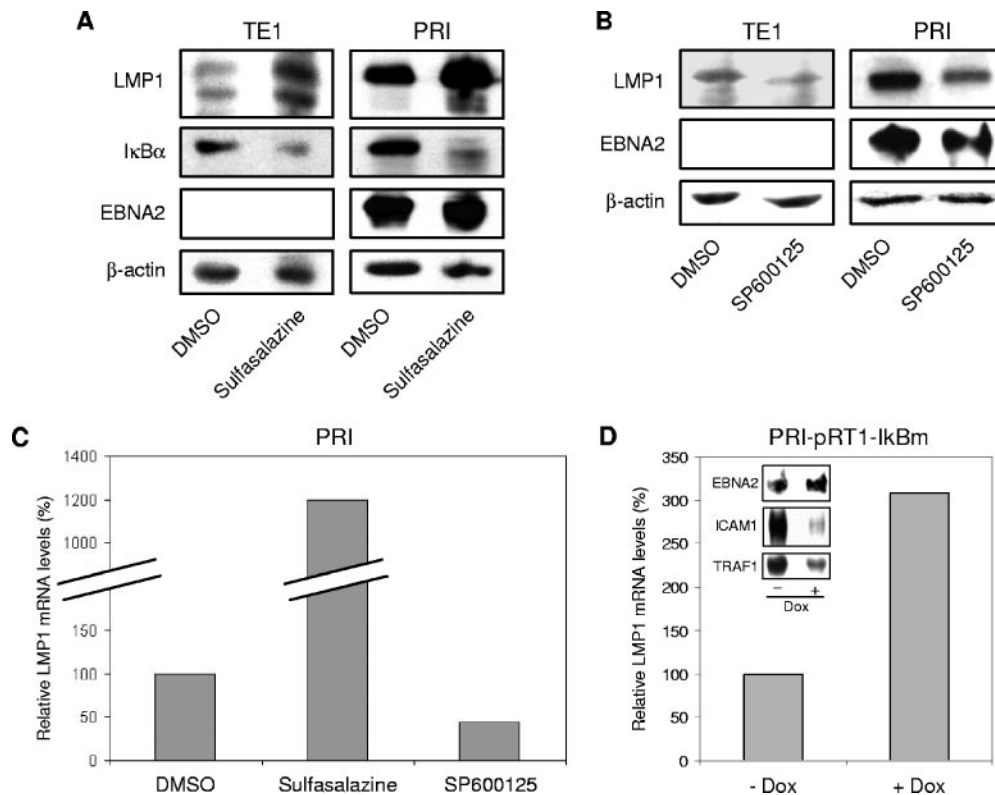 A
TE1 PRI
LMP1
IκBα
EBNA2
β-actin
DMSO Sulfasalazine DMSO Sulfasalazine
B
TE1 PRI
LMP1
EBNA2
β-actin
DMSO SP600125 DMSO SP600125
C
PRI
Relative LMP1 mRNA levels (%)
1400
1200
1000
150
100
50
0
DMSO Sulfasalazine SP600125
D
PRI-pRT1-IkBm
Relative LMP1 mRNA levels (%)
350
300
250
200
150
100
50
0
EBNA2
ICAM1
TRAF1
– +
Dox
- Dox + Dox